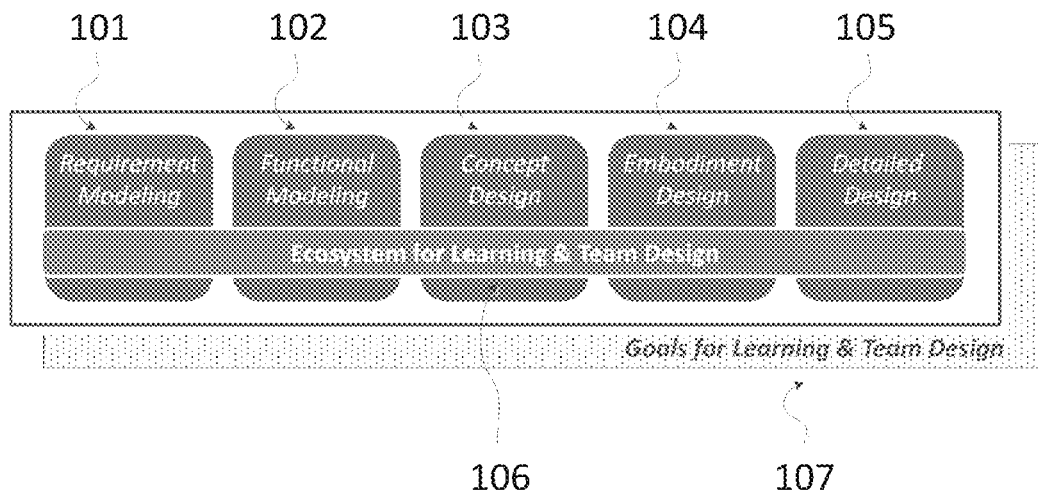 101 102 103 104 105
Requirement Functional Concept Embodiment Detailed
Modeling Modeling Design Design Design
Ecosystem for Learning & Team Design
Goals for Learning & Team Design
106 107